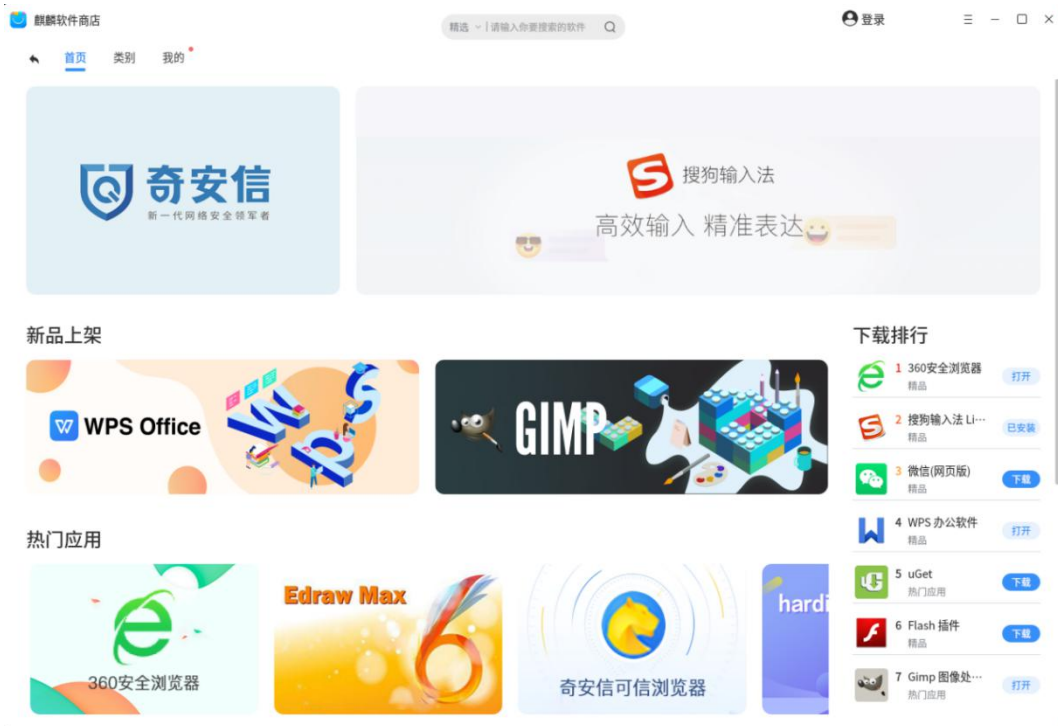 麒麟软件商店
精选 请输入你要搜索的软件
登录
首页 类别 我的
奇安信
新一代网络安全领军者
搜狗输入法
高效输入 精准表达
新品上架
WPS Office
GIMP
热门应用
360安全浏览器
Edraw Max
奇安信可信浏览器
hardi
下载排行
1 360安全浏览器
精品
打开
2 搜狗输入法 Li…
精品
已安装
3 微信(网页版)
精品
下载
4 WPS 办公软件
精品
打开
5 uGet
热门应用
下载
6 Flash 插件
精品
下载
7 Gimp 图像处…
热门应用
打开